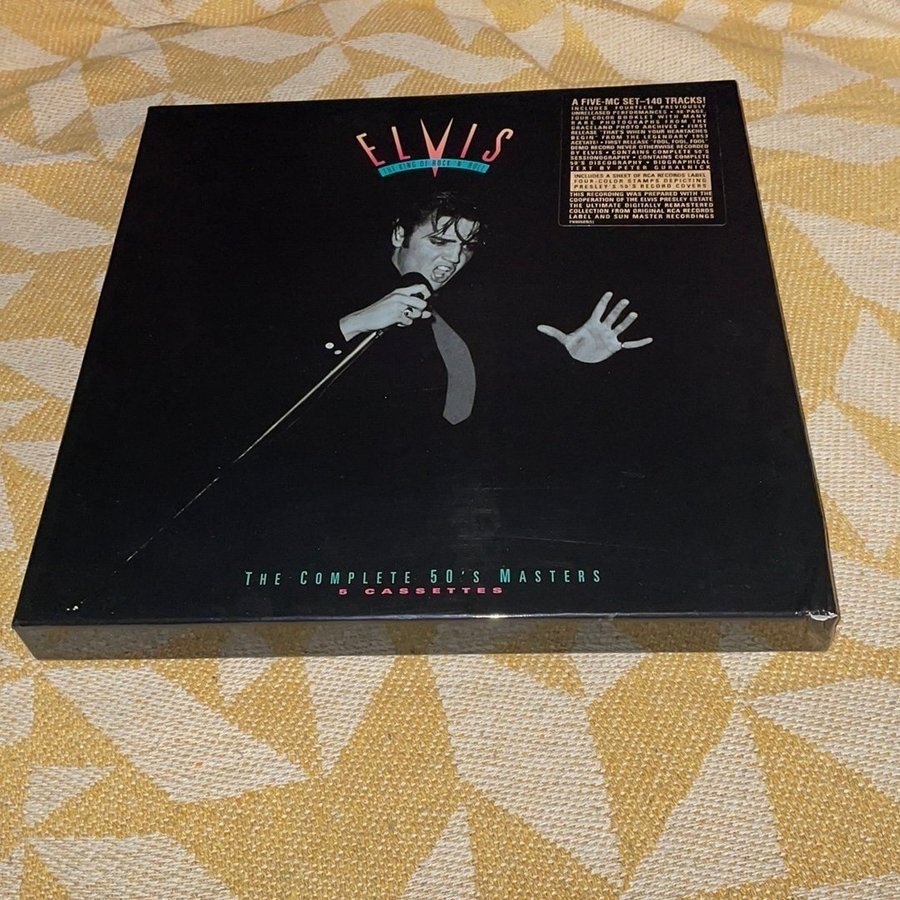 ELVIS
THE KING OF ROCK 'N' ROLL
A FIVE-MC SET–140 TRACKS!
INCLUDES FOURTEEN PREVIOUSLY
UNRELEASED PERFORMANCES • 40 PAGE
FOUR-COLOR BOOKLET WITH MANY
RARE PHOTOGRAPHS FROM THE
GRACELAND PHOTO ARCHIVES • FIRST
RELEASE "THAT'S WHEN YOUR HEARTACHES
BEGIN" FROM THE LEGENDARY 1953
ACETATE! • FIRST RELEASE "FOOL, FOOL, FOOL"
DEMO RECORD NEVER OTHERWISE RECORDED
BY ELVIS • CONTAINS COMPLETE 50'S
SESSIONOGRAPHY • CONTAINS COMPLETE
50'S DISCOGRAPHY • BIOGRAPHICAL
TEXT BY PETER GURALNICK
INCLUDES A SHEET OF RCA RECORDS LABEL
FOUR-COLOR STAMPS DEPICTING
PRESLEY'S 50'S RECORD COVERS
THIS RECORDING WAS PREPARED WITH THE
COOPERATION OF THE ELVIS PRESLEY ESTATE
THE ULTIMATE DIGITALLY REMASTERED
COLLECTION FROM ORIGINAL RCA RECORDS
LABEL AND SUN MASTER RECORDINGS
THE COMPLETE 50'S MASTERS
5 CASSETTES